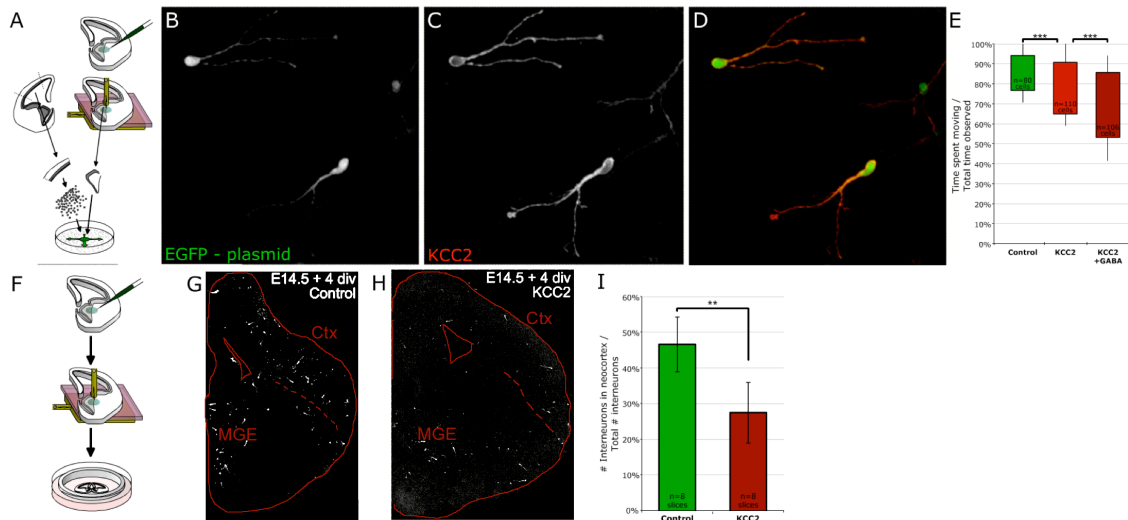 A
B
C
D
E
EGFP - plasmid
KCC2
Time spent moving /
Total time observed
100%
90%
80%
70%
60%
50%
40%
30%
20%
10%
0%
***
***
n=80
cells
n=110
cells
n=106
cells
Control
KCC2
KCC2
+GABA
F
G
E14.5 + 4 div
Control
Ctx
MGE
H
E14.5 + 4 div
KCC2
Ctx
MGE
I
# Interneurons in neocortex /
Total # interneurons
60%
50%
40%
30%
20%
10%
0%
**
n=8
slices
n=8
slices
Control
KCC2